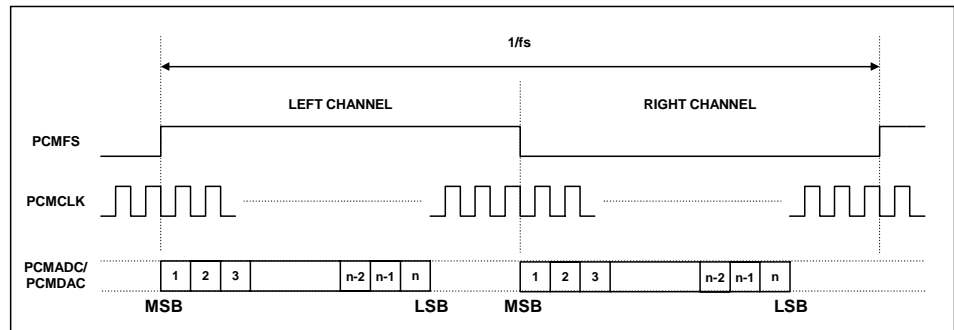 1/fs
LEFT CHANNEL RIGHT CHANNEL
PCMFS
PCMCLK
PCMADC/
PCMDAC
1 2 3 n-2 n-1 n 1 2 3 n-2 n-1 n
MSB LSB MSB LSB